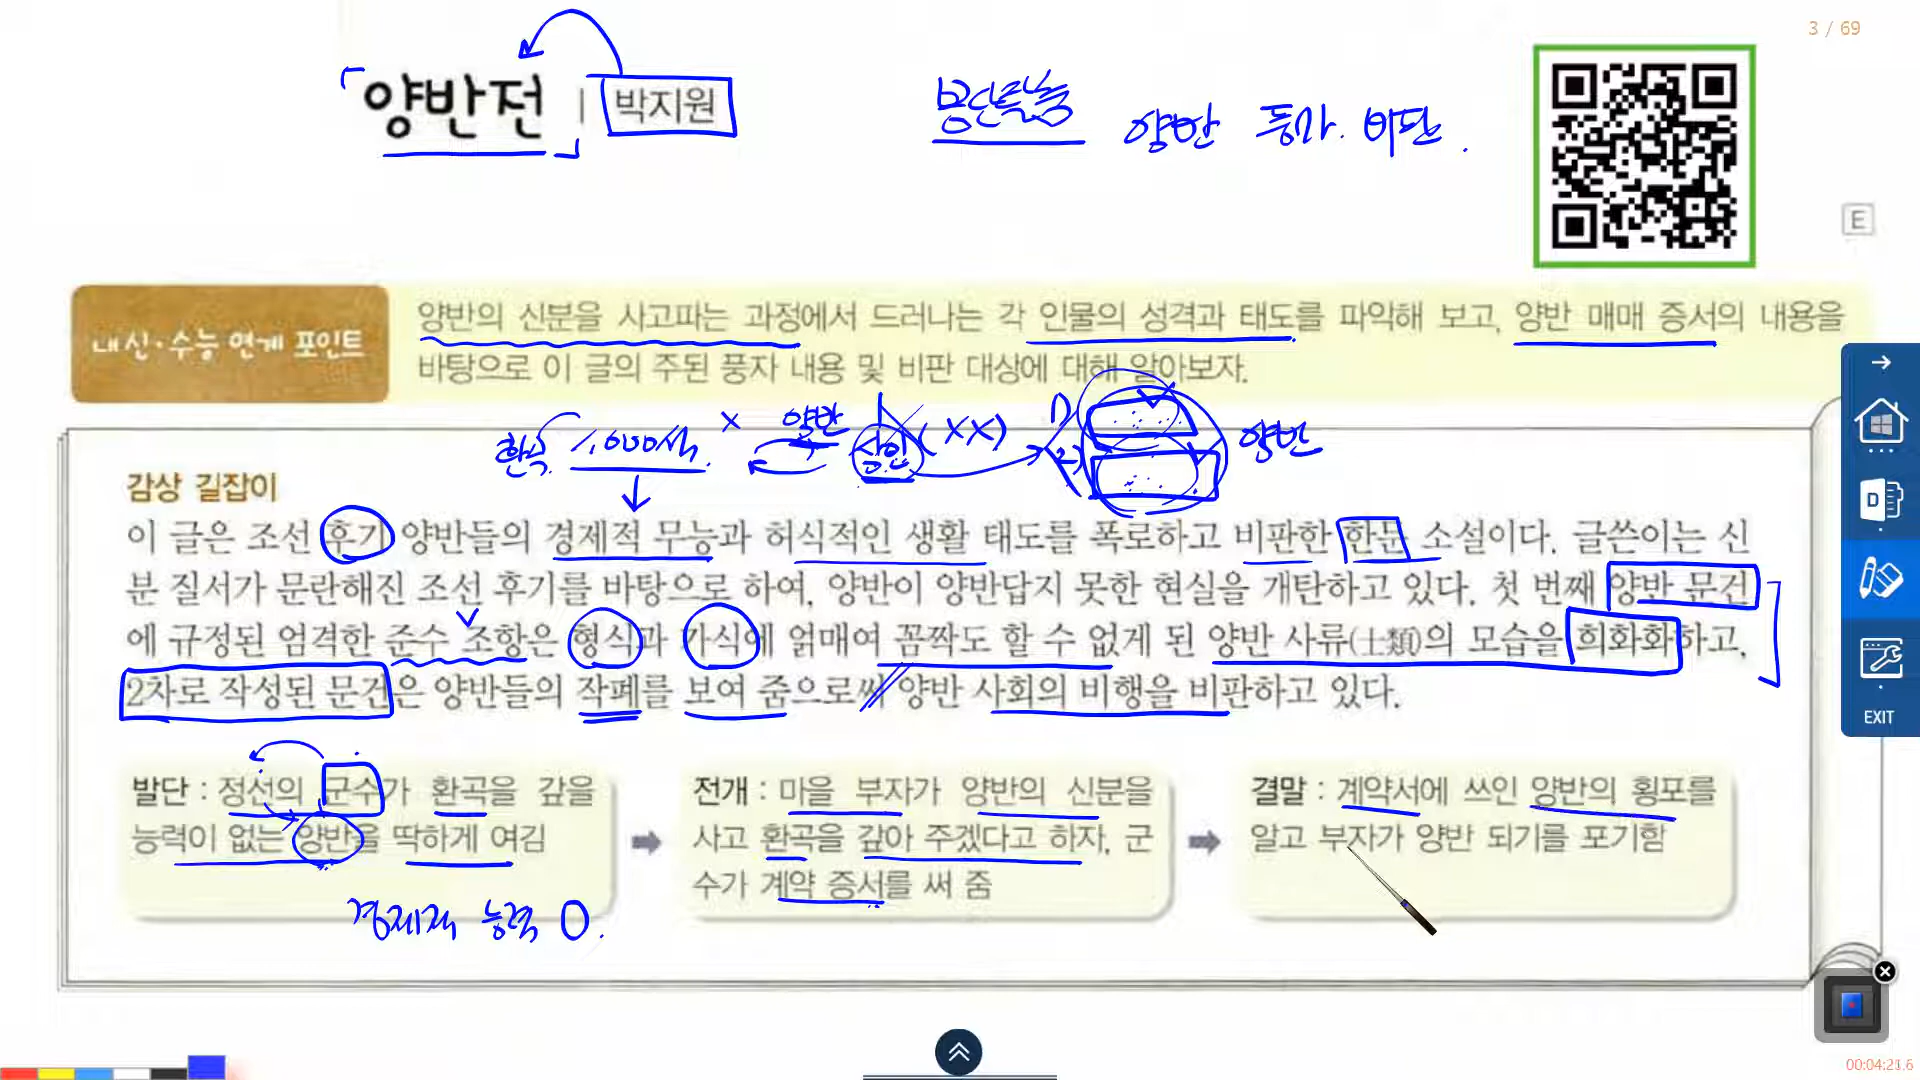 3 / 69
「양반전」 | 박지원
양반 풍자. 비판.
E
내신·수능 연계 포인트
양반의 신분을 사고파는 과정에서 드러나는 각 인물의 성격과 태도를 파악해 보고, 양반 매매 증서의 내용을
바탕으로 이 글의 주된 풍자 내용 및 비판 대상에 대해 알아보자.
환곡 1,000석 × 양반 상인 (XX) 1) 2) 양반
감상 길잡이
이 글은 조선 후기 양반들의 경제적 무능과 허식적인 생활 태도를 폭로하고 비판한 한문 소설이다. 글쓴이는 신
분 질서가 문란해진 조선 후기를 바탕으로 하여, 양반이 양반답지 못한 현실을 개탄하고 있다. 첫 번째 양반 문건
에 규정된 엄격한 준수 조항은 형식과 가식에 얽매여 꼼짝도 할 수 없게 된 양반 사류(士類)의 모습을 희화화하고,
2차로 작성된 문건은 양반들의 작폐를 보여 줌으로써 양반 사회의 비행을 비판하고 있다.
발단 : 정선의 군수가 환곡을 갚을
능력이 없는 양반을 딱하게 여김
경제적 능력 0.
전개 : 마을 부자가 양반의 신분을
사고 환곡을 갚아 주겠다고 하자, 군
수가 계약 증서를 써 줌
결말 : 계약서에 쓰인 양반의 횡포를
알고 부자가 양반 되기를 포기함
D
EXIT
00:04:21.6